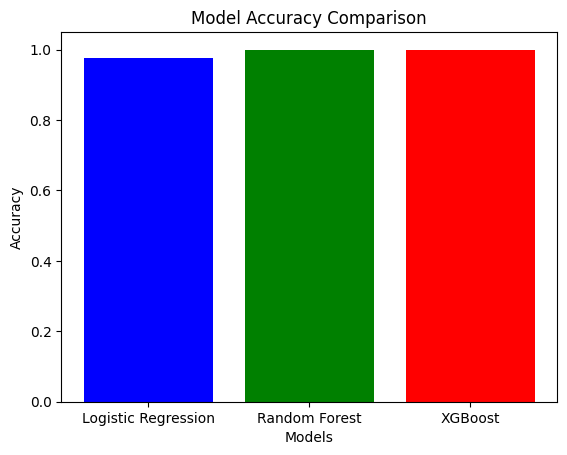 Model Accuracy Comparison
1.0
0.8
0.6
0.4
0.2
0.0
Accuracy
Logistic Regression Random Forest XGBoost
Models